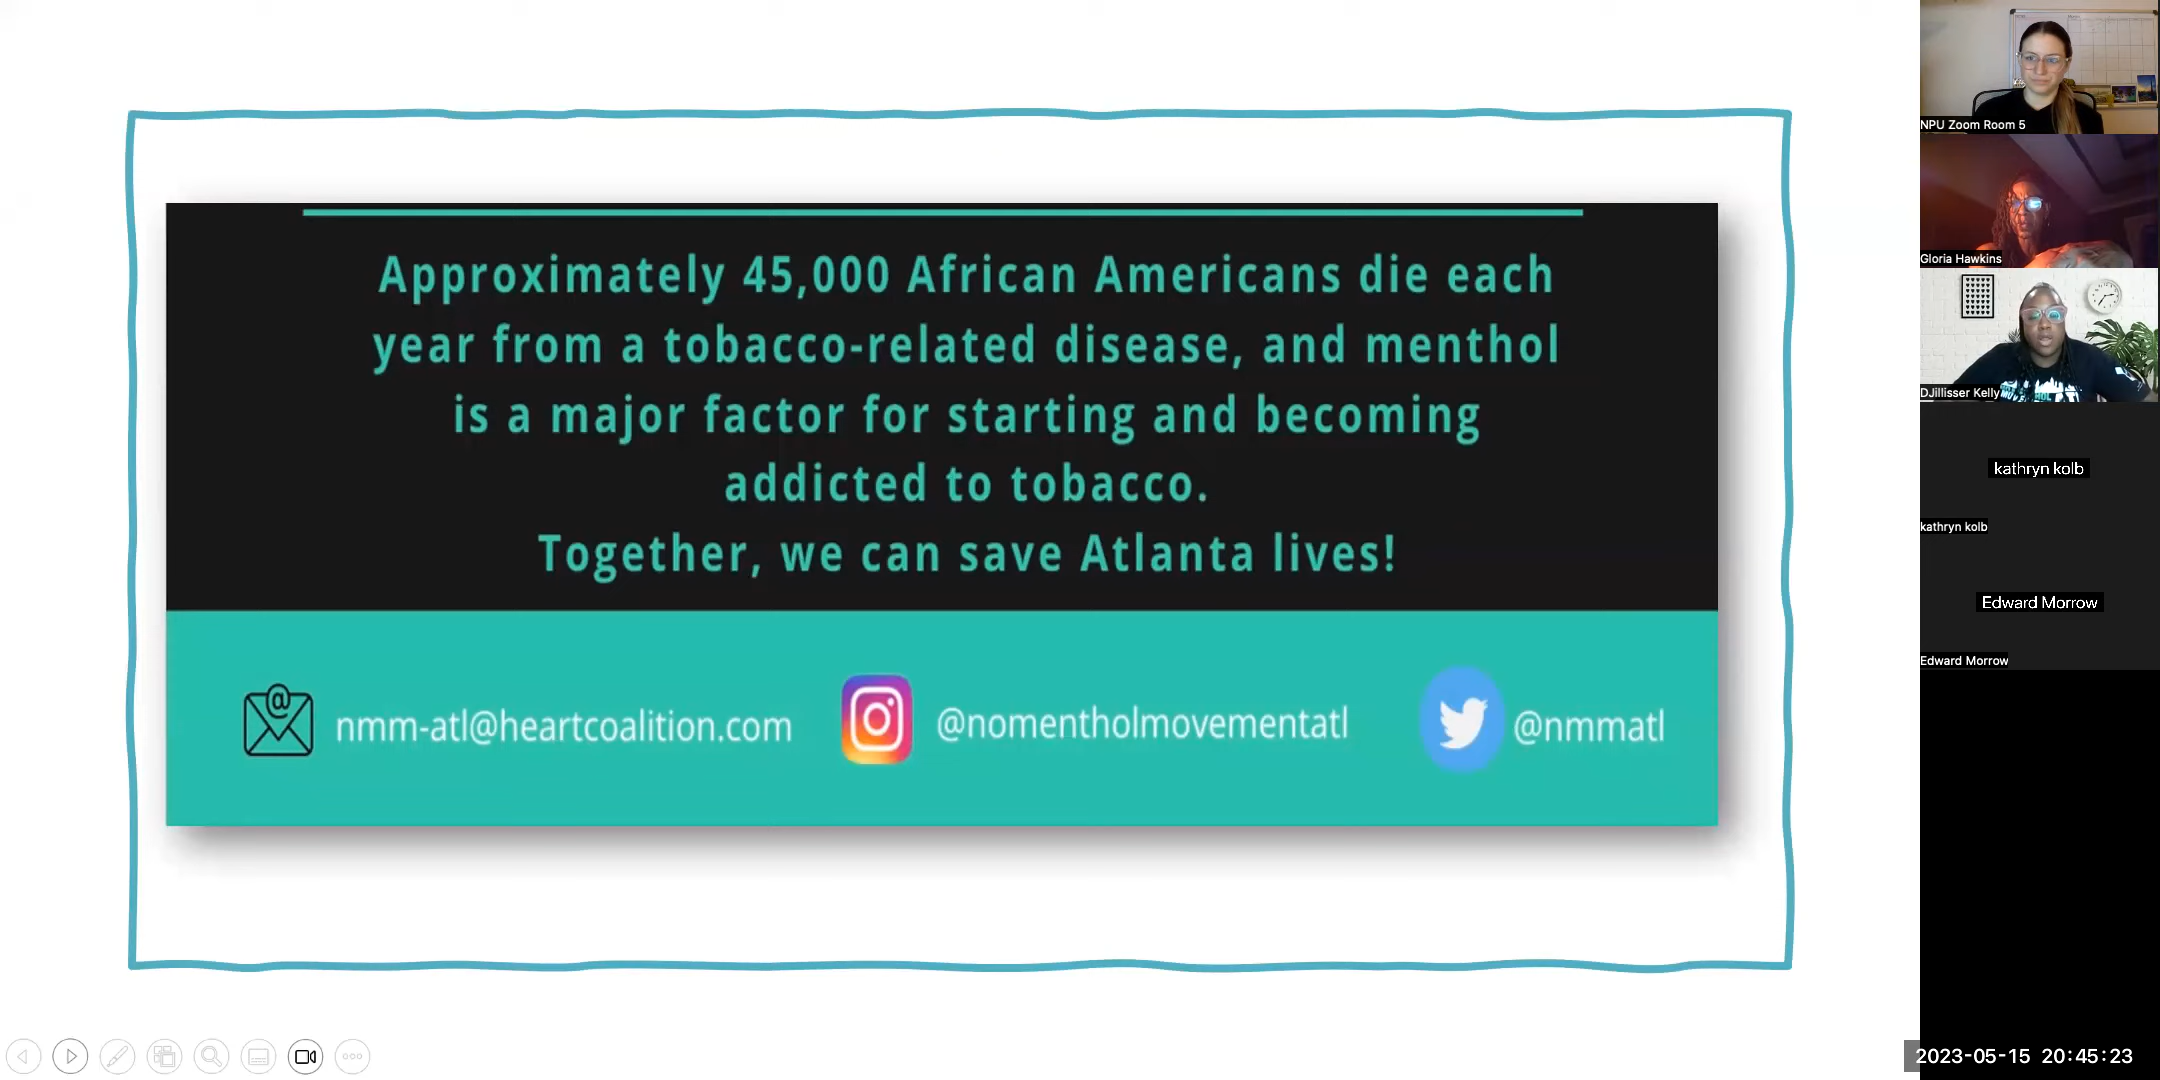 Approximately 45,000 African Americans die each
year from a tobacco-related disease, and menthol
is a major factor for starting and becoming
addicted to tobacco.
Together, we can save Atlanta lives!
nmm-atl@heartcoalition.com
@nomentholmovementatl
@nmmatl
NPU Zoom Room 5
Gloria Hawkins
DJillisser Kelly
kathryn kolb
kathryn kolb
Edward Morrow
Edward Morrow
2023-05-15 20:45:23